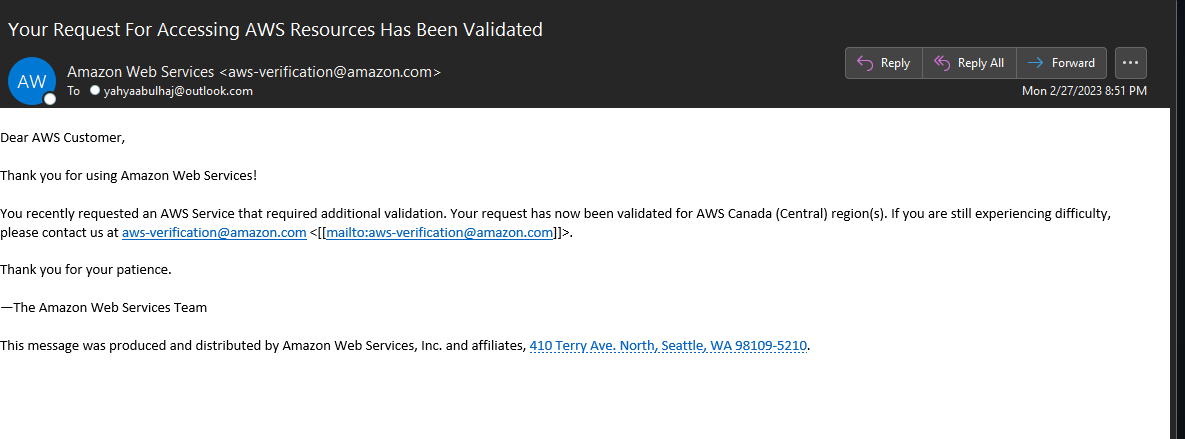 Your Request For Accessing AWS Resources Has Been Validated
AW
Amazon Web Services <aws-verification@amazon.com>
To yahyaabulhaj@outlook.com
Reply
Reply All
Forward
Mon 2/27/2023 8:51 PM
Dear AWS Customer,
Thank you for using Amazon Web Services!
You recently requested an AWS Service that required additional validation. Your request has now been validated for AWS Canada (Central) region(s). If you are still experiencing difficulty,
please contact us at aws-verification@amazon.com <[[mailto:aws-verification@amazon.com]]>.
Thank you for your patience.
—The Amazon Web Services Team
This message was produced and distributed by Amazon Web Services, Inc. and affiliates, 410 Terry Ave. North, Seattle, WA 98109-5210.